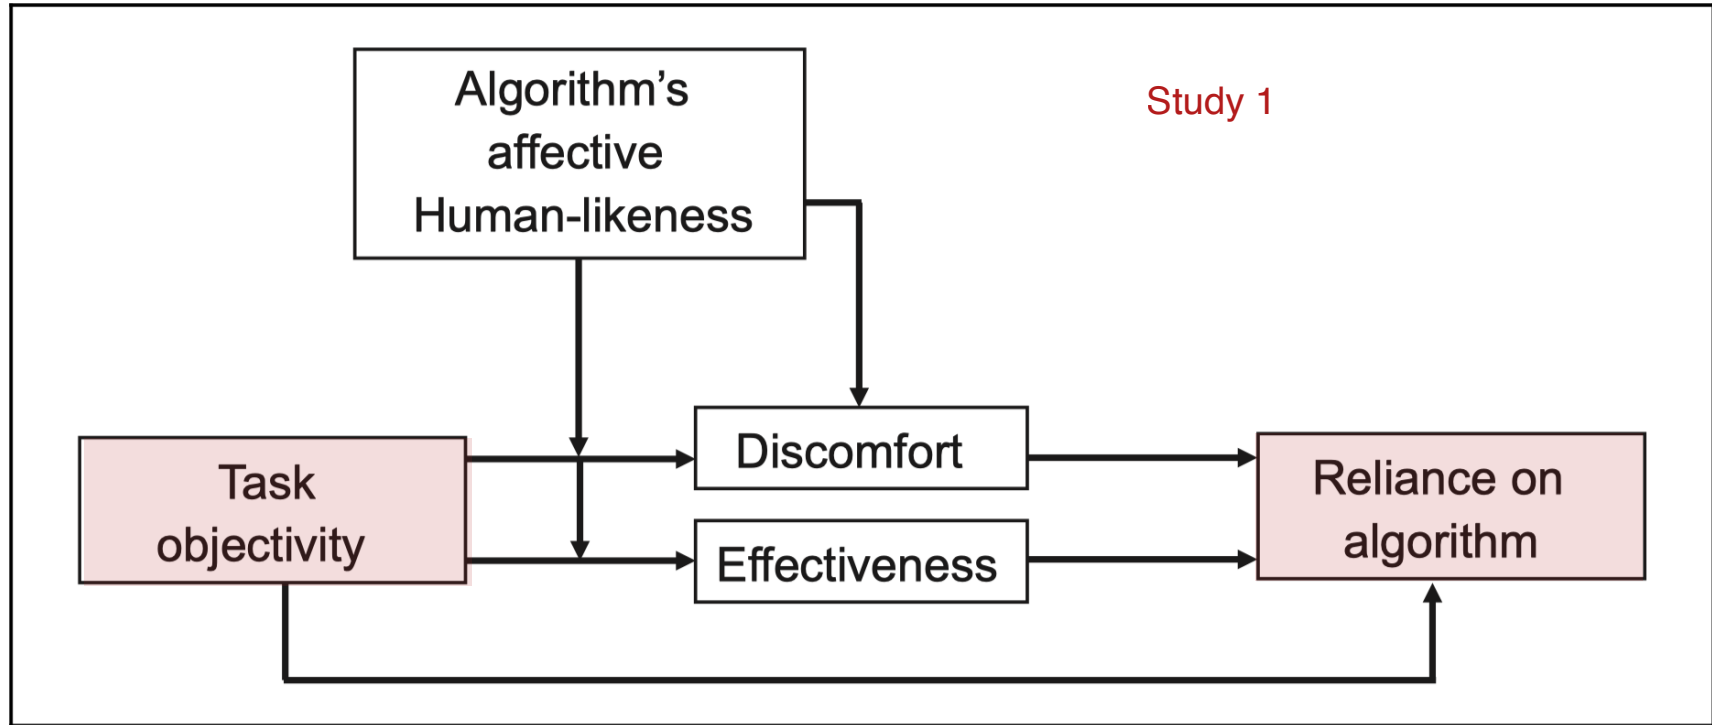 Algorithm’s
affective
Human-likeness
Study 1
Task
objectivity
Discomfort
Effectiveness
Reliance on
algorithm